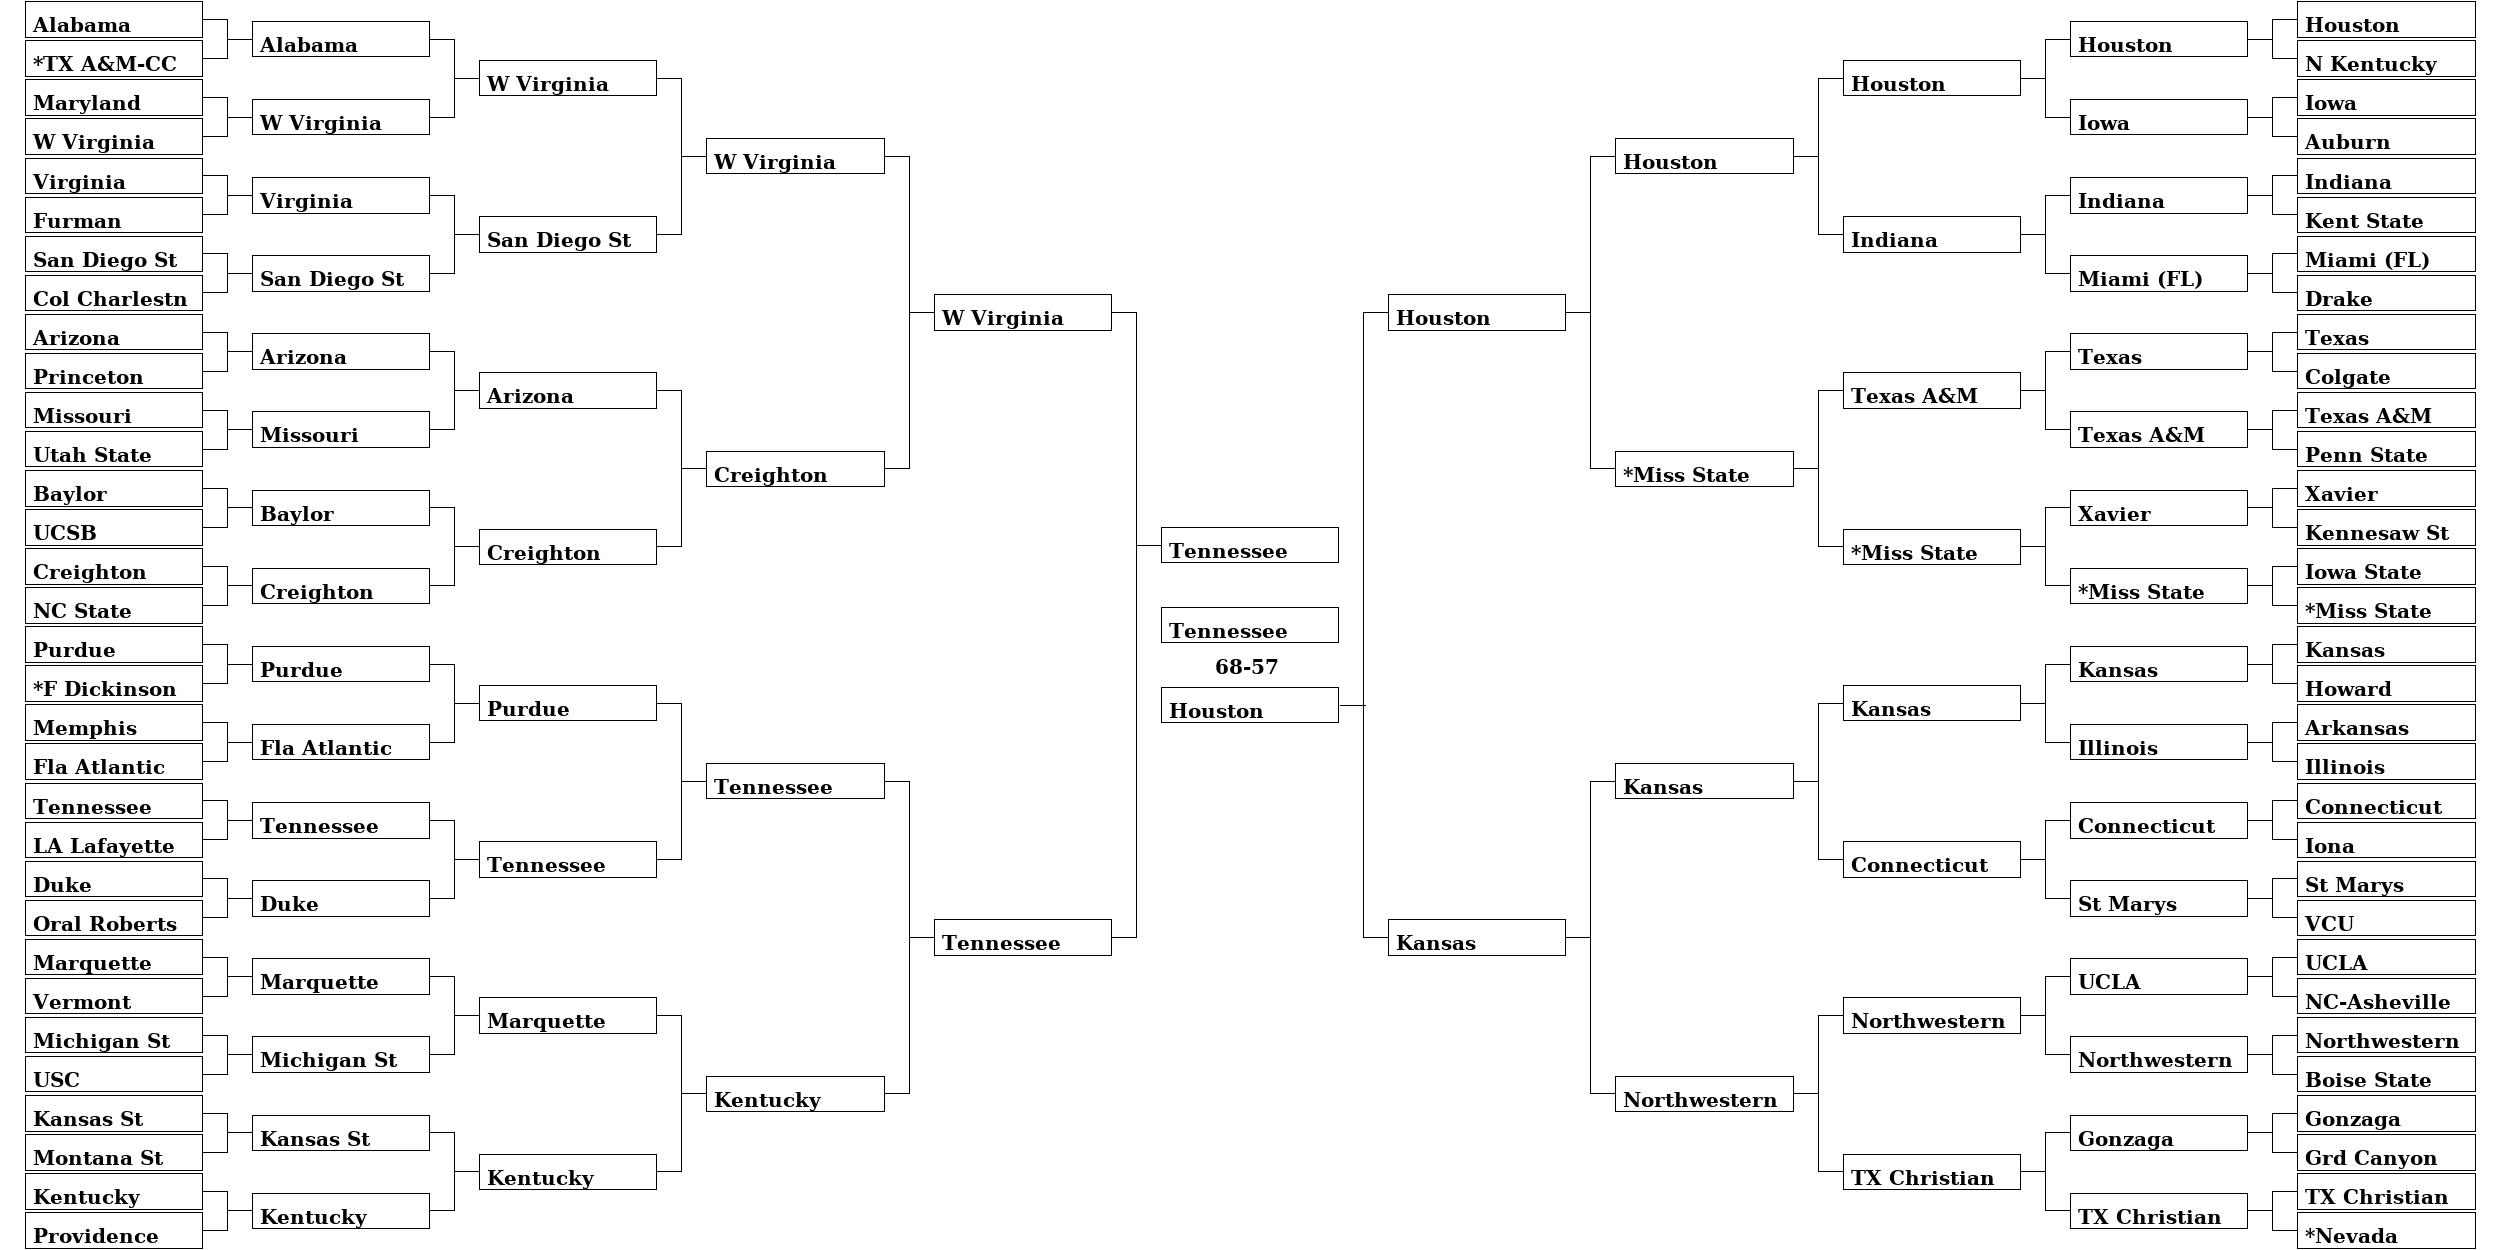 Alabama
*TX A&M-CC
Maryland
W Virginia
Virginia
Furman
San Diego St
Col Charlestn
Arizona
Princeton
Missouri
Utah State
Baylor
UCSB
Creighton
NC State
Purdue
*F Dickinson
Memphis
Fla Atlantic
Tennessee
LA Lafayette
Duke
Oral Roberts
Marquette
Vermont
Michigan St
USC
Kansas St
Montana St
Kentucky
Providence
Alabama
W Virginia
Virginia
San Diego St
Arizona
Missouri
Baylor
Creighton
Purdue
Fla Atlantic
Tennessee
Duke
Marquette
Michigan St
Kansas St
Kentucky
W Virginia
San Diego St
Arizona
Creighton
Purdue
Tennessee
Marquette
Kentucky
W Virginia
Creighton
Tennessee
Kentucky
W Virginia
Tennessee
Tennessee
Tennessee
68-57
Houston
Houston
Kansas
Houston
*Miss State
Kansas
Northwestern
Houston
Indiana
Texas A&M
*Miss State
Kansas
Connecticut
Northwestern
TX Christian
Houston
Iowa
Indiana
Miami (FL)
Texas
Texas A&M
Xavier
*Miss State
Kansas
Illinois
Connecticut
St Marys
UCLA
Northwestern
Gonzaga
TX Christian
Houston
N Kentucky
Iowa
Auburn
Indiana
Kent State
Miami (FL)
Drake
Texas
Colgate
Texas A&M
Penn State
Xavier
Kennesaw St
Iowa State
*Miss State
Kansas
Howard
Arkansas
Illinois
Connecticut
Iona
St Marys
VCU
UCLA
NC-Asheville
Northwestern
Boise State
Gonzaga
Grd Canyon
TX Christian
*Nevada